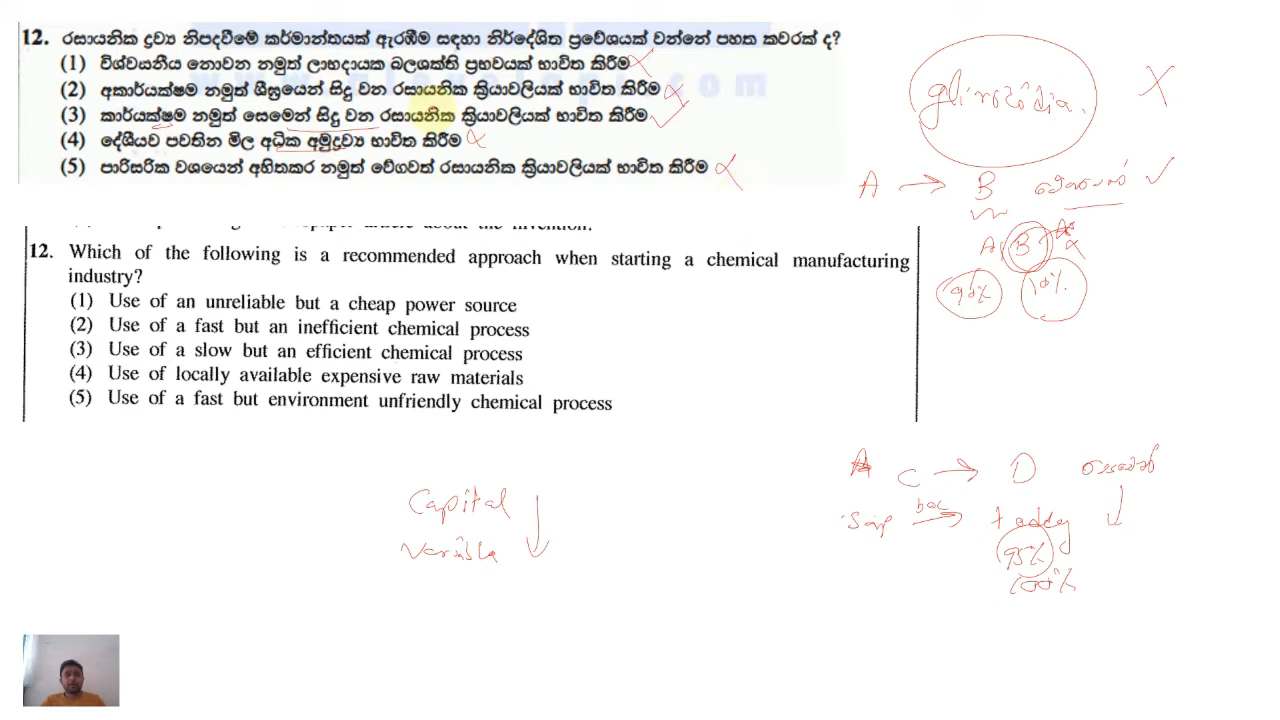 12. රසායනික ද්‍රව්‍ය නිපදවීමේ කර්මාන්තයක් ඇරඹීම සඳහා නිර්දේශිත ප්‍රවේශයක් වන්නේ පහත කවරක් ද?
(1) විශ්වසනීය නොවන නමුත් ලාභදායක බලශක්ති ප්‍රභවයක් භාවිත කිරීම
(2) අකාර්යක්ෂම නමුත් ශීඝ්‍රයෙන් සිදු වන රසායනික ක්‍රියාවලියක් භාවිත කිරීම
(3) කාර්යක්ෂම නමුත් සෙමෙන් සිදු වන රසායනික ක්‍රියාවලියක් භාවිත කිරීම
(4) දේශීයව පවතින මිල අධික අමුද්‍රව්‍ය භාවිත කිරීම
(5) පාරිසරික වශයෙන් අහිතකර නමුත් වේගවත් රසායනික ක්‍රියාවලියක් භාවිත කිරීම
A → B
A B A
90% 10%
12. Which of the following is a recommended approach when starting a chemical manufacturing
industry?
(1) Use of an unreliable but a cheap power source
(2) Use of a fast but an inefficient chemical process
(3) Use of a slow but an efficient chemical process
(4) Use of locally available expensive raw materials
(5) Use of a fast but environment unfriendly chemical process
C → D
Sap bac → toddy
95%
100%
Capital